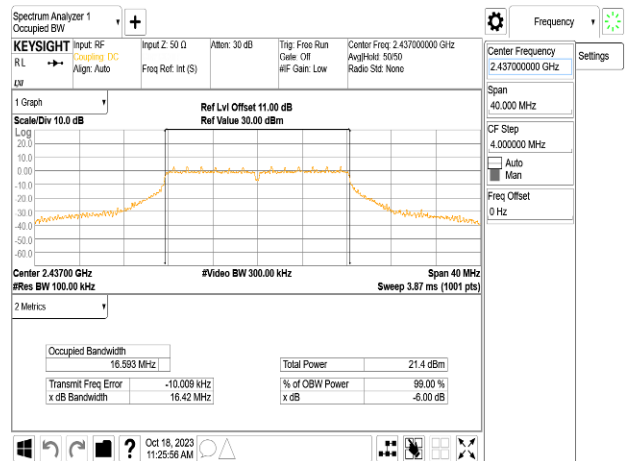 Spectrum Analyzer 1
Occupied BW
Frequency
KEYSIGHT
RL
Input: RF
Coupling: DC
Align: Auto
Input Z: 50 Ω
Freq Ref: Int (S)
Atten: 30 dB
Trig: Free Run
Gate: Off
#IF Gain: Low
Center Freq: 2.437000000 GHz
Avg|Hold: 50/50
Radio Std: None
Center Frequency
2.437000000 GHz
Settings
Span
40.000 MHz
CF Step
4.000000 MHz
Auto
Man
Freq Offset
0 Hz
1 Graph
Scale/Div 10.0 dB
Ref Lvl Offset 11.00 dB
Ref Value 30.00 dBm
Log
20.0
10.0
0.00
-10.0
-20.0
-30.0
-40.0
-50.0
-60.0
Center 2.43700 GHz
#Res BW 100.00 kHz
#Video BW 300.00 kHz
Span 40 MHz
Sweep 3.87 ms (1001 pts)
2 Metrics
Occupied Bandwidth
16.593 MHz
Total Power 21.4 dBm
Transmit Freq Error -10.009 kHz
% of OBW Power 99.00 %
x dB Bandwidth 16.42 MHz
x dB -6.00 dB
?
Oct 18, 2023
11:25:56 AM